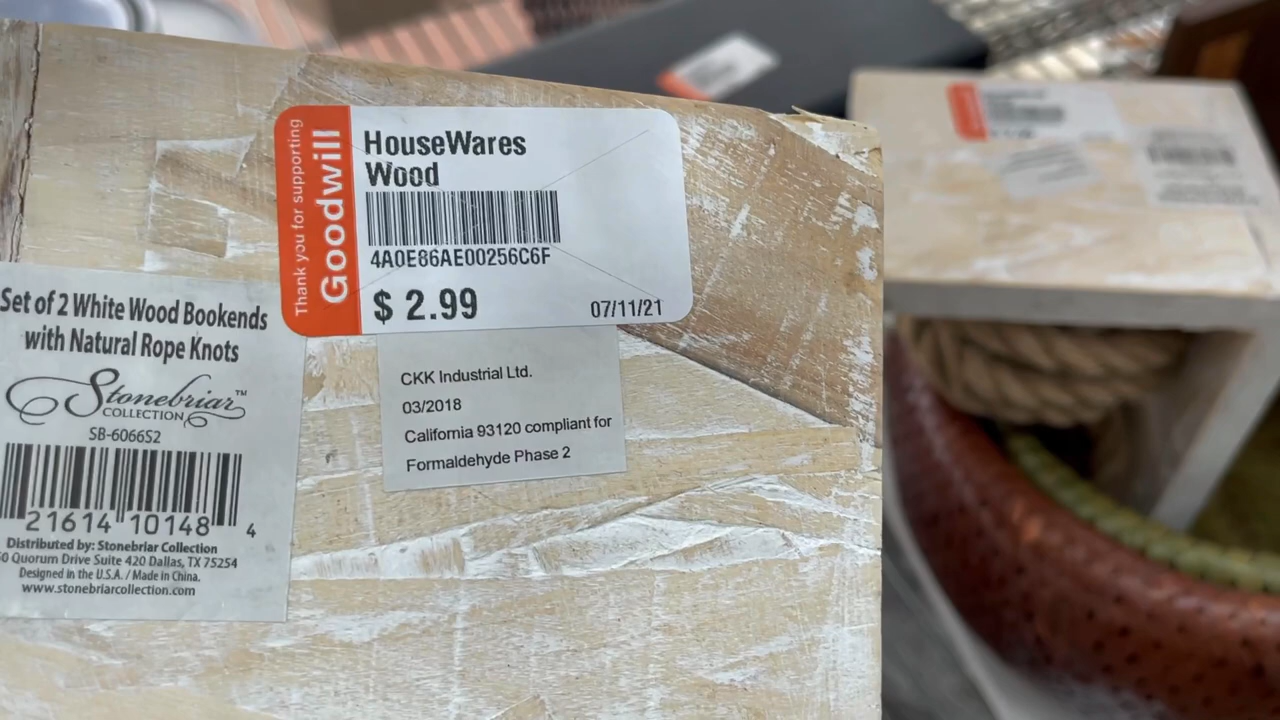 Thank you for supporting
Goodwill
HouseWares
Wood
4A0E86AE00256C6F
$ 2.99
07/11/21
Set of 2 White Wood Bookends
with Natural Rope Knots
Stonebriar™
COLLECTION
SB-6066S2
21614 10148 4
Distributed by: Stonebriar Collection
Quorum Drive Suite 420 Dallas, TX 75254
Designed in the U.S.A. / Made in China.
www.stonebriarcollection.com
CKK Industrial Ltd.
03/2018
California 93120 compliant for
Formaldehyde Phase 2